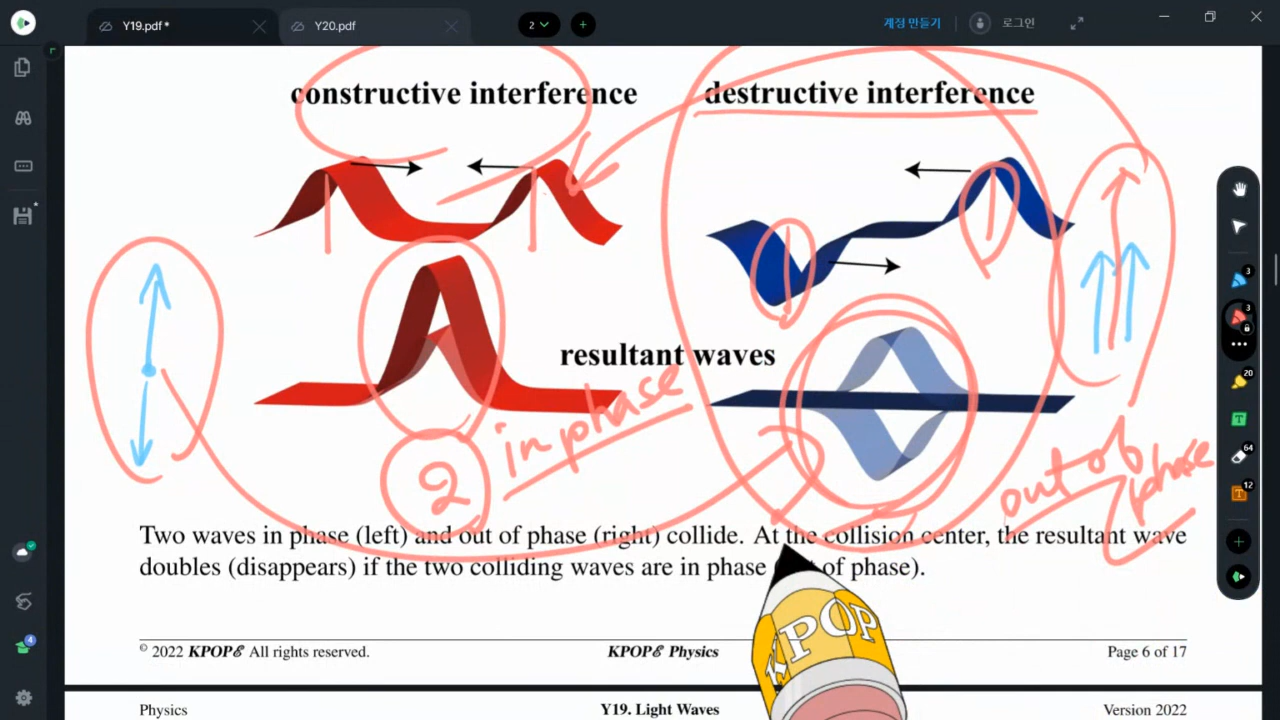 Y19.pdf *
Y20.pdf
2
계정 만들기
로그인
constructive interference
destructive interference
resultant waves
in phase
2
out of phase
Two waves in phase (left) and out of phase (right) collide. At the collision center, the resultant wave
doubles (disappears) if the two colliding waves are in phase of phase).
© 2022 KPOPE All rights reserved.
KPOPE Physics
Page 6 of 17
KPOP
Physics
Y19. Light Waves
Version 2022
3
3
20
T
64
T
12
4